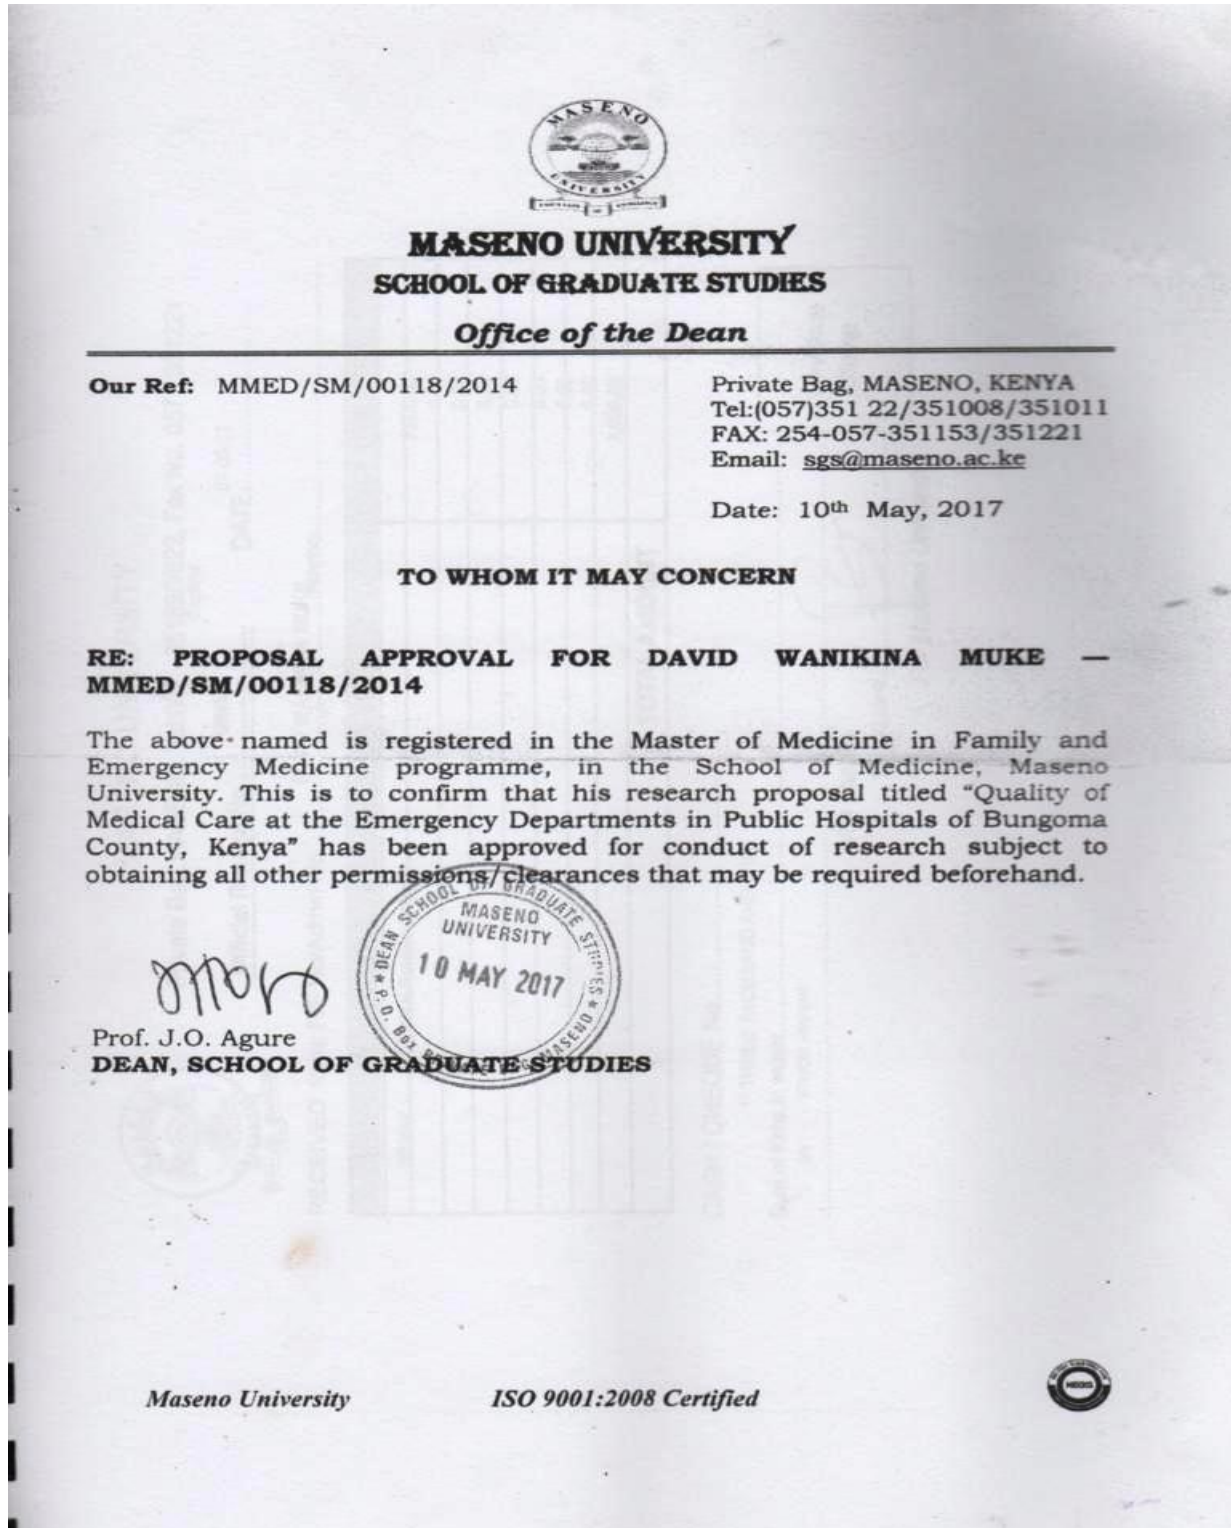 MASENO
UNIVERSITY
MASENO UNIVERSITY
SCHOOL OF GRADUATE STUDIES
Office of the Dean
Our Ref: MMED/SM/00118/2014
Private Bag, MASENO, KENYA
Tel:(057)351 22/351008/351011
FAX: 254-057-351153/351221
Email: sgs@maseno.ac.ke
Date: 10th May, 2017
TO WHOM IT MAY CONCERN
RE: PROPOSAL APPROVAL FOR DAVID WANIKINA MUKE —
MMED/SM/00118/2014
The above named is registered in the Master of Medicine in Family and
Emergency Medicine programme, in the School of Medicine, Maseno
University. This is to confirm that his research proposal titled “Quality of
Medical Care at the Emergency Departments in Public Hospitals of Bungoma
County, Kenya” has been approved for conduct of research subject to
obtaining all other permissions/clearances that may be required beforehand.
DEAN SCHOOL OF GRADUATE STUDIES
MASENO
UNIVERSITY
10 MAY 2017
P.O. Box MASENO
Prof. J.O. Agure
DEAN, SCHOOL OF GRADUATE STUDIES
Maseno University
ISO 9001:2008 Certified